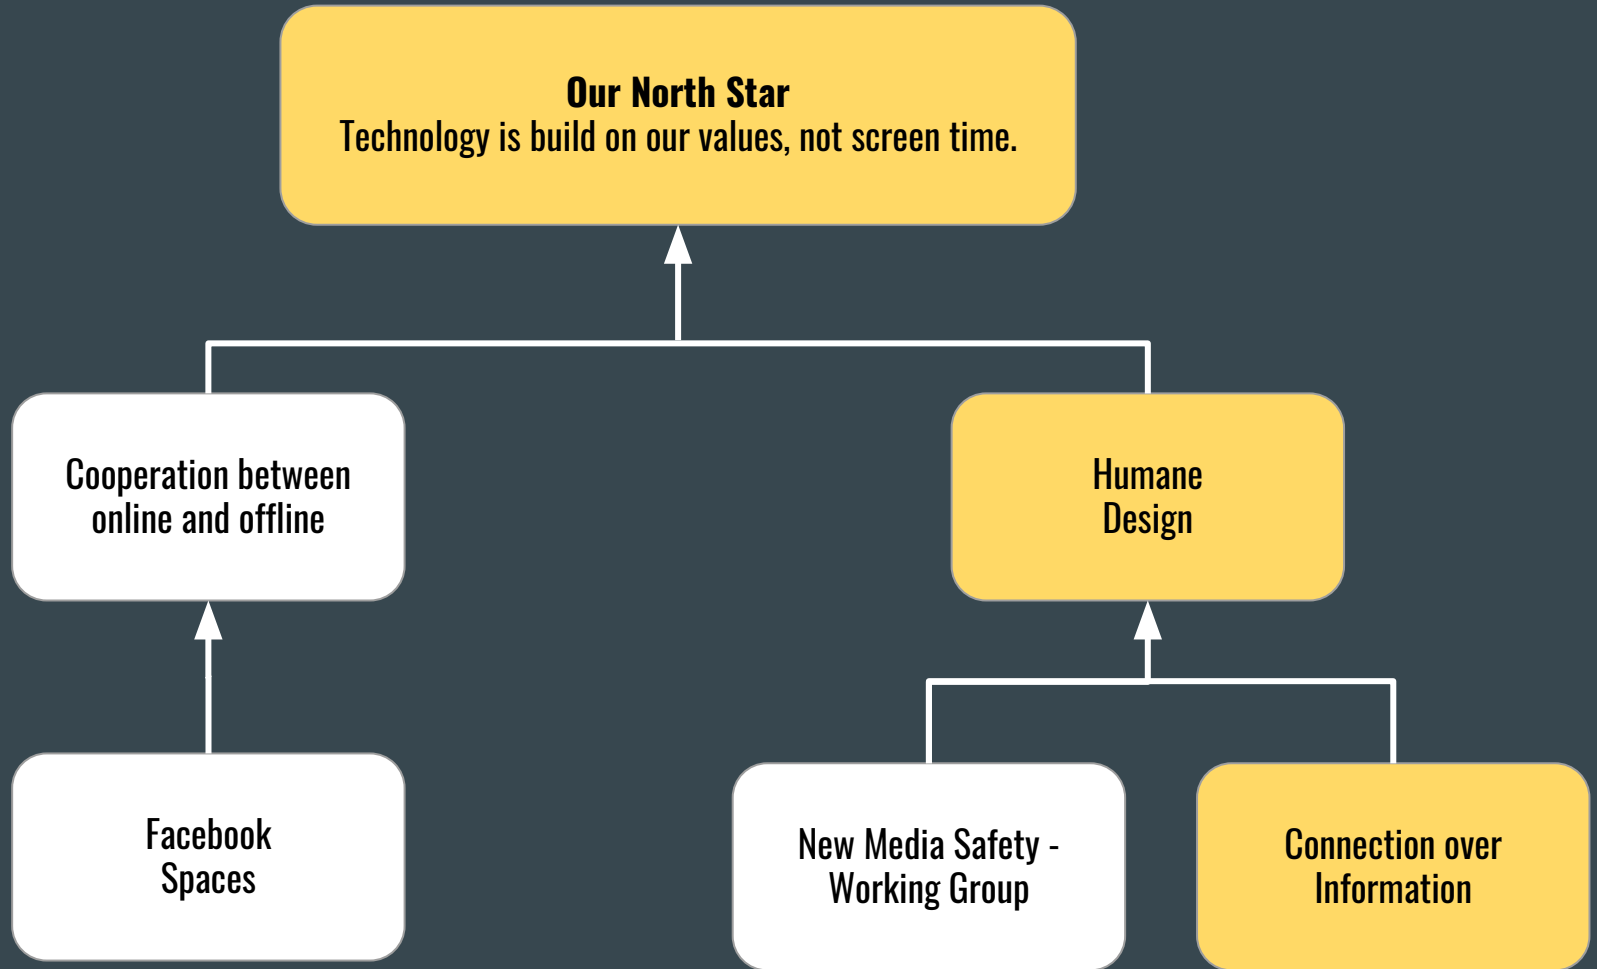 Our North Star
Technology is build on our values, not screen time.
Cooperation between
online and offline
Humane
Design
Facebook
Spaces
New Media Safety -
Working Group
Connection over
Information